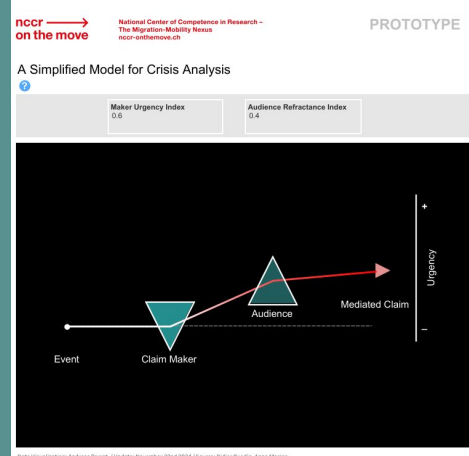 nccr →
on the move
National Center of Competence in Research –
The Migration-Mobility Nexus
nccr-onthemove.ch
PROTOTYPE
A Simplified Model for Crisis Analysis
?
Maker Urgency Index
0.6
Audience Refractance Index
0.4
+
Urgency
Mediated Claim
Audience
–
Event
Claim Maker